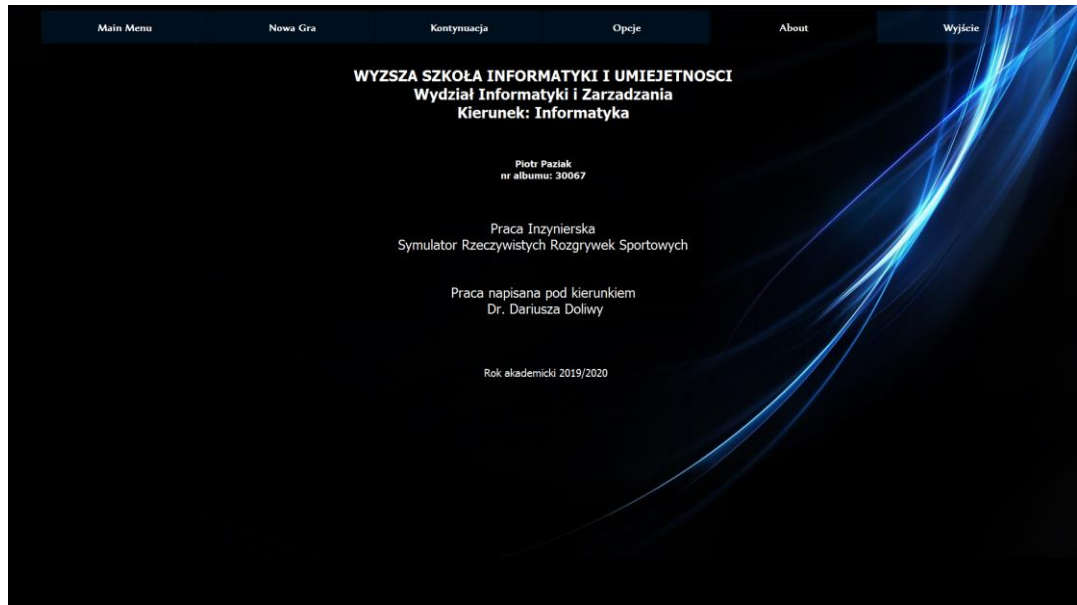 Main Menu
Nowa Gra
Kontynuacja
Opcje
About
Wyjście
WYZSZA SZKOŁA INFORMATYKI I UMIEJETNOSCI
Wydział Informatyki i Zarzadzania
Kierunek: Informatyka
Piotr Paziak
nr albumu: 30067
Praca Inzynierska
Symulator Rzeczywistych Rozgrywek Sportowych
Praca napisana pod kierunkiem
Dr. Dariusza Doliwy
Rok akademicki 2019/2020